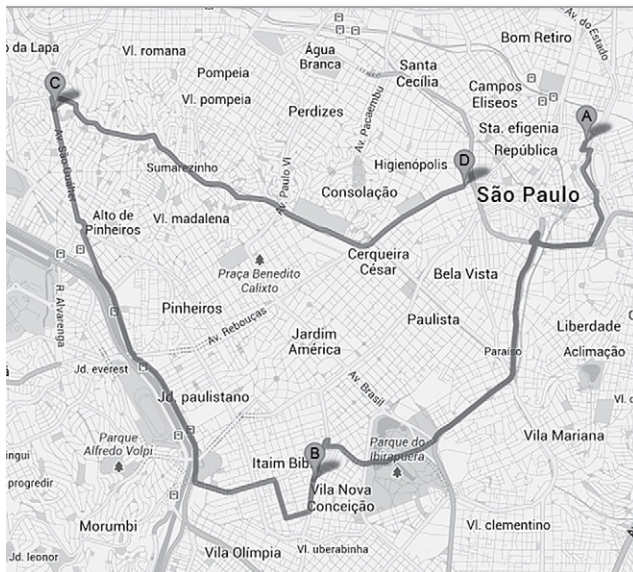 o da Lapa
Vl. romana
Água
Branca
Av. do Estado
Bom Retiro
C
Pompeia
Santa
Cecília
Vl. pompeia
Campos
Elíseos
Perdizes
Av. Pacaembu
A
Sta. efigenia
República
Av. São Gualter
Sumarezinho
Higienópolis
D
Av. Paulo VI
Consolação
São Paulo
Alto de
Pinheiros
Vl. madalena
Cerqueira
César
Praça Benedito
Calixto
Bela Vista
R. Alvarenga
Pinheiros
Av. Rebouças
Paulista
Jardim
América
Liberdade
Paraíso
Aclimação
Jd. everest
á
Jd. paulistano
Av. Brasil
Vl. c
Parque
Alfredo Volpi
Parque do
Ibirapuera
Vila Mariana
B
ingui
Itaim Bibi
progredir
Vila Nova
Conceição
Morumbi
Vl. clementino
Jd. leonor
Vila Olímpia
Vl. uberabinha